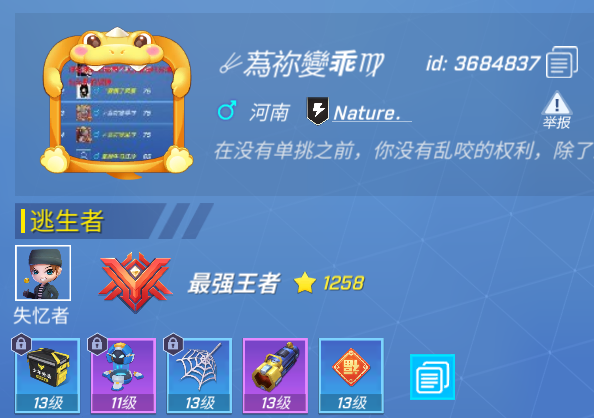 蔿祢變乖♍ id: 3684837
♂ 河南 Nature. 举报
在没有单挑之前，你没有乱咬的权利，除了
逃生者
最强王者 1258
失忆者
13级 11级 13级 13级 13级